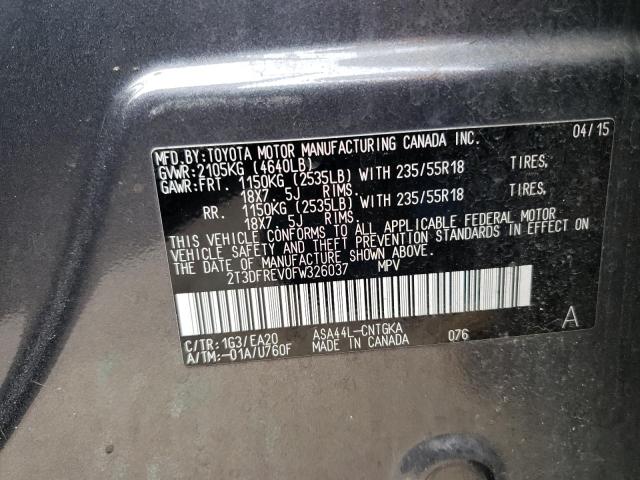 MFD.BY:TOYOTA MOTOR MANUFACTURING CANADA INC. 04/15
GVWR:2105KG (4640LB)
GAWR:FRT. 1150KG (2535LB) WITH 235/55R18 TIRES,
18X7. 5J RIMS,
RR. 1150KG (2535LB) WITH 235/55R18 TIRES,
18X7. 5J RIMS.
THIS VEHICLE CONFORMS TO ALL APPLICABLE FEDERAL MOTOR
VEHICLE SAFETY AND THEFT PREVENTION STANDARDS IN EFFECT ON
THE DATE OF MANUFACTURE SHOWN ABOVE.
2T3DFREV0FW326037 MPV
C/TR:1G3/EA20 ASA44L-CNTGKA 076 A
A/TM:-01A/U760F MADE IN CANADA